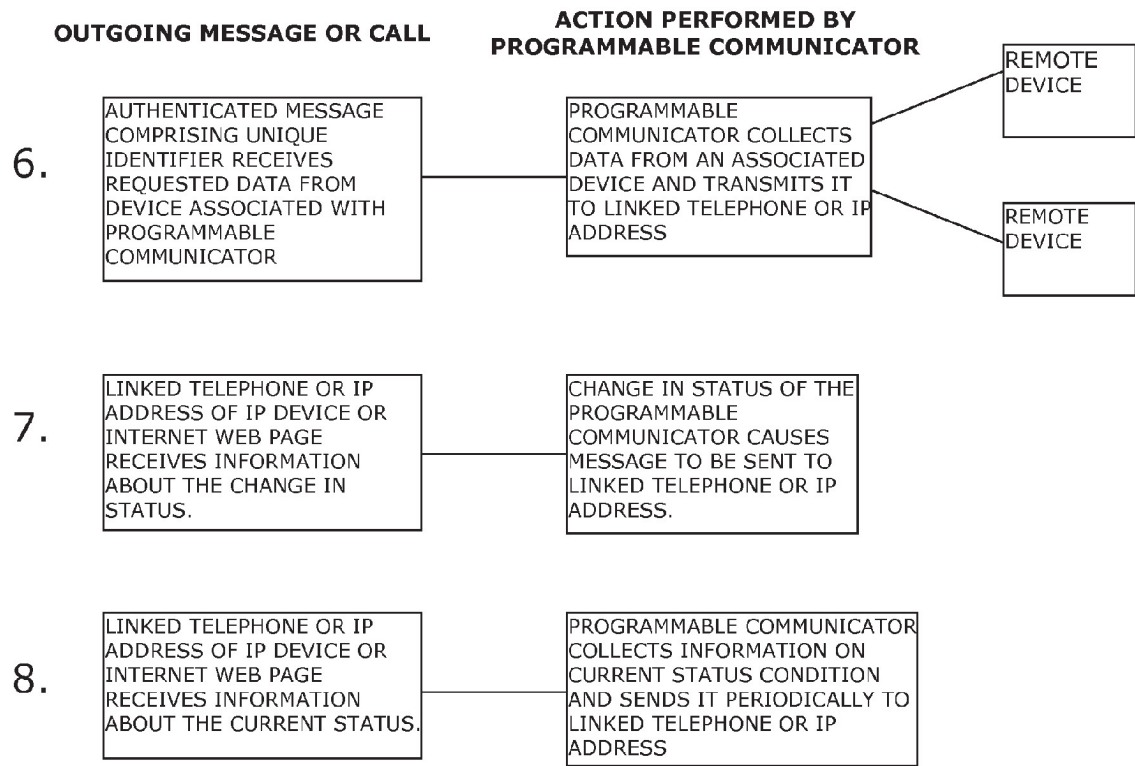 OUTGOING MESSAGE OR CALL
ACTION PERFORMED BY
PROGRAMMABLE COMMUNICATOR
6.
AUTHENTICATED MESSAGE
COMPRISING UNIQUE
IDENTIFIER RECEIVES
REQUESTED DATA FROM
DEVICE ASSOCIATED WITH
PROGRAMMABLE
COMMUNICATOR
PROGRAMMABLE
COMMUNICATOR COLLECTS
DATA FROM AN ASSOCIATED
DEVICE AND TRANSMITS IT
TO LINKED TELEPHONE OR IP
ADDRESS
REMOTE
DEVICE
REMOTE
DEVICE
7.
LINKED TELEPHONE OR IP
ADDRESS OF IP DEVICE OR
INTERNET WEB PAGE
RECEIVES INFORMATION
ABOUT THE CHANGE IN
STATUS.
CHANGE IN STATUS OF THE
PROGRAMMABLE
COMMUNICATOR CAUSES
MESSAGE TO BE SENT TO
LINKED TELEPHONE OR IP
ADDRESS.
8.
LINKED TELEPHONE OR IP
ADDRESS OF IP DEVICE OR
INTERNET WEB PAGE
RECEIVES INFORMATION
ABOUT THE CURRENT STATUS.
PROGRAMMABLE COMMUNICATOR
COLLECTS INFORMATION ON
CURRENT STATUS CONDITION
AND SENDS IT PERIODICALLY TO
LINKED TELEPHONE OR IP
ADDRESS